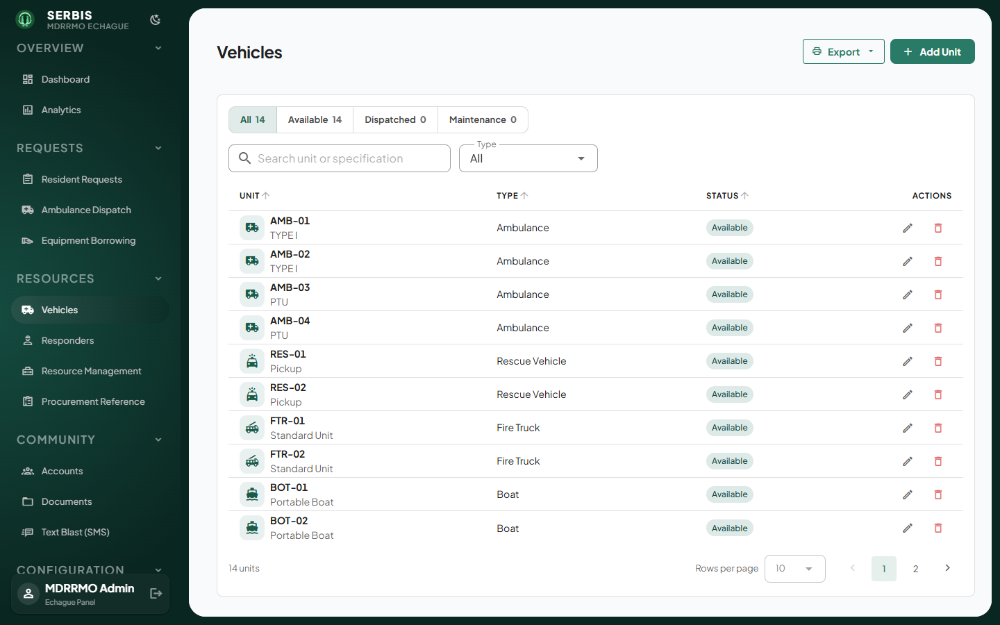 SERBIS
MDRRMO ECHAGUE
OVERVIEW
Dashboard
Analytics
REQUESTS
Resident Requests
Ambulance Dispatch
Equipment Borrowing
RESOURCES
Vehicles
Responders
Resource Management
Procurement Reference
COMMUNITY
Accounts
Documents
Text Blast (SMS)
CONFIGURATION
MDRRMO Admin
Echague Panel
Vehicles
Export
+ Add Unit
All 14 Available 14 Dispatched 0 Maintenance 0
Type
Search unit or specification All
UNIT TYPE STATUS ACTIONS
AMB-01
TYPE I Ambulance Available
AMB-02
TYPE I Ambulance Available
AMB-03
PTU Ambulance Available
AMB-04
PTU Ambulance Available
RES-01
Pickup Rescue Vehicle Available
RES-02
Pickup Rescue Vehicle Available
FTR-01
Standard Unit Fire Truck Available
FTR-02
Standard Unit Fire Truck Available
BOT-01
Portable Boat Boat Available
BOT-02
Portable Boat Boat Available
14 units Rows per page 10 1 2